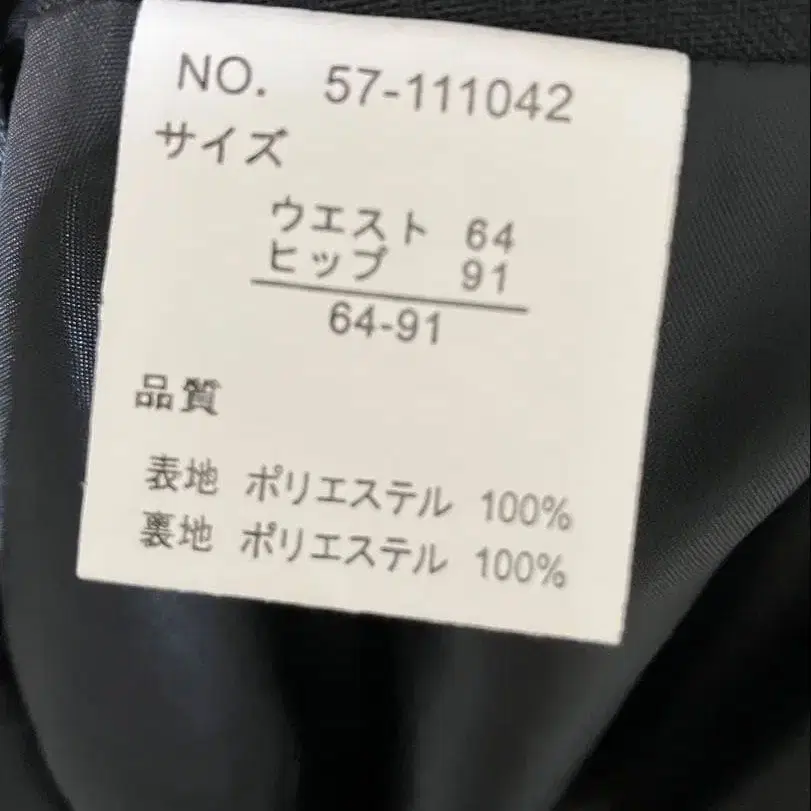 NO. 57-111042
サイズ
ウエスト 64
ヒップ 91
64-91
品質
表地 ポリエステル 100%
裏地 ポリエステル 100%